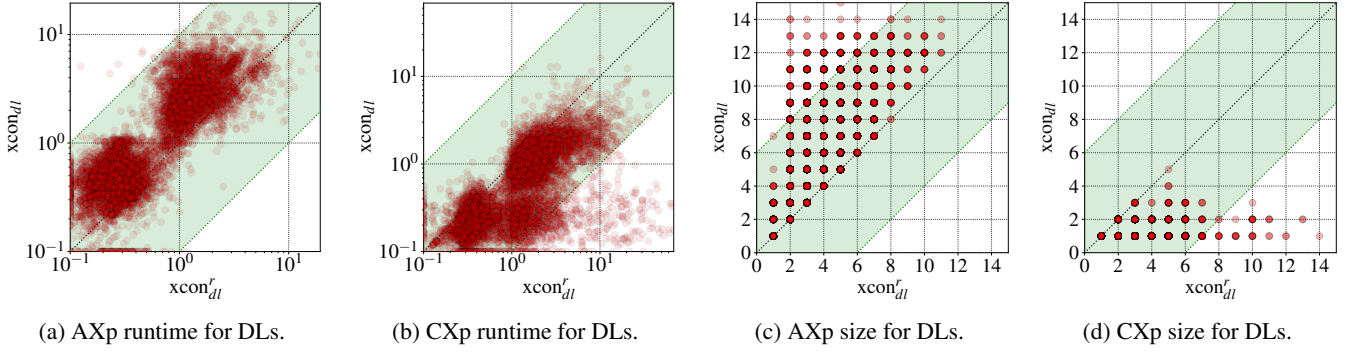 10^1
10^0
10^-1
10^-1
10^0
10^1
xcon_dl
xcon^r_dl
(a) AXp runtime for DLs.
10^1
10^0
10^-1
10^-1
10^0
10^1
xcon_dl
xcon^r_dl
(b) CXp runtime for DLs.
14
12
10
8
6
4
2
0
0 2 4 6 8 10 12 14
xcon_dl
xcon^r_dl
(c) AXp size for DLs.
14
12
10
8
6
4
2
0
0 2 4 6 8 10 12 14
xcon_dl
xcon^r_dl
(d) CXp size for DLs.